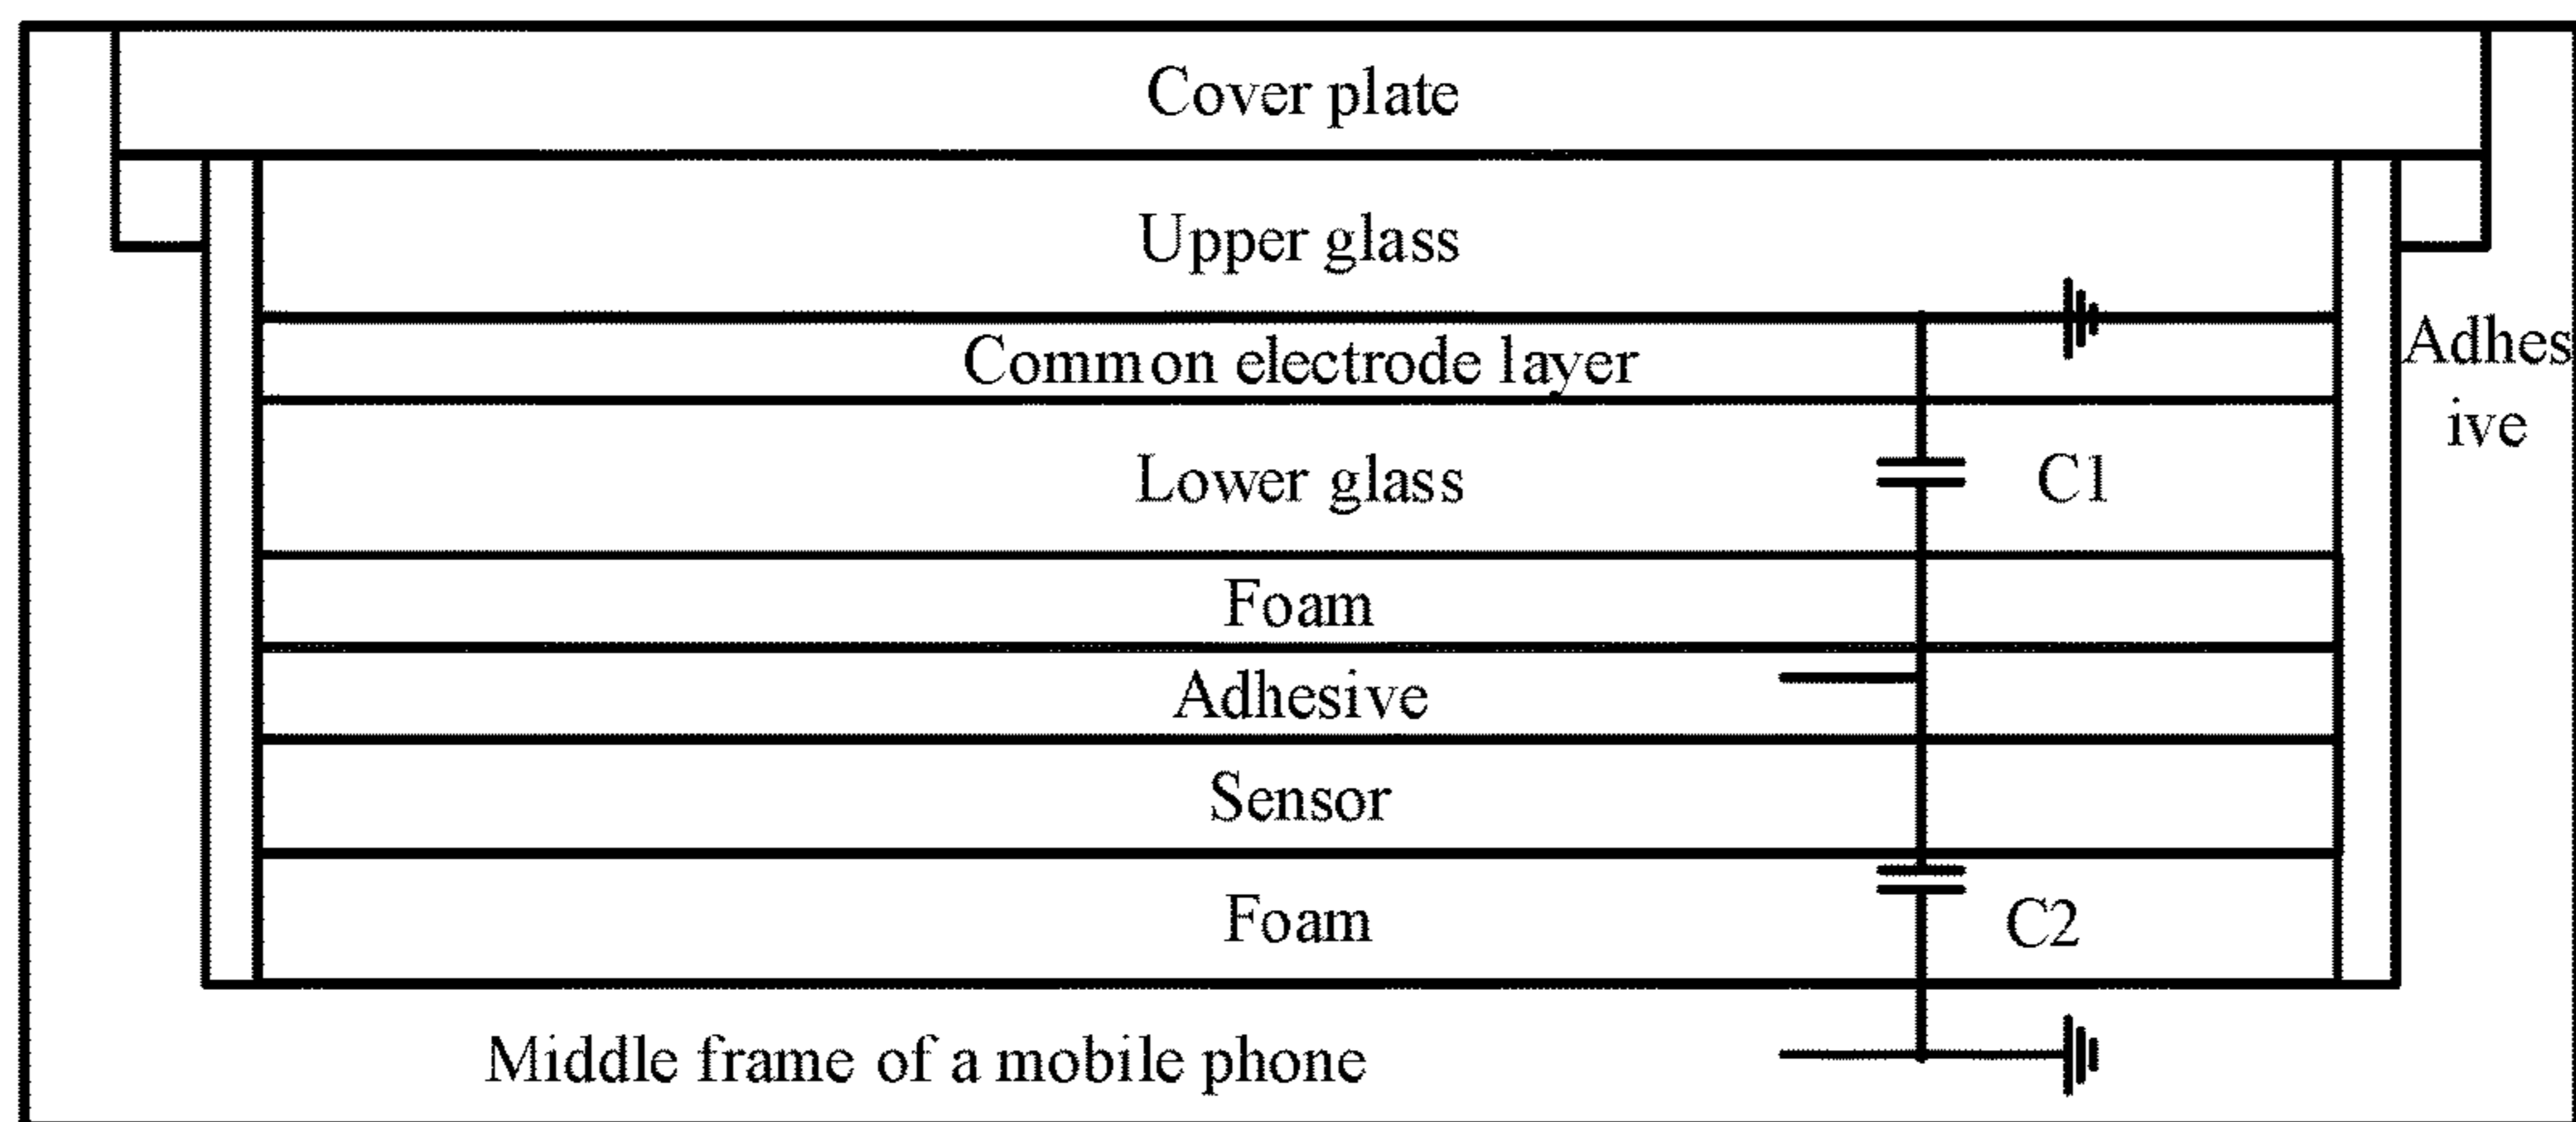 Cover plate
Upper glass
Common electrode layer
Adhes
ive
Lower glass
C1
Foam
Adhesive
Sensor
Foam
C2
Middle frame of a mobile phone